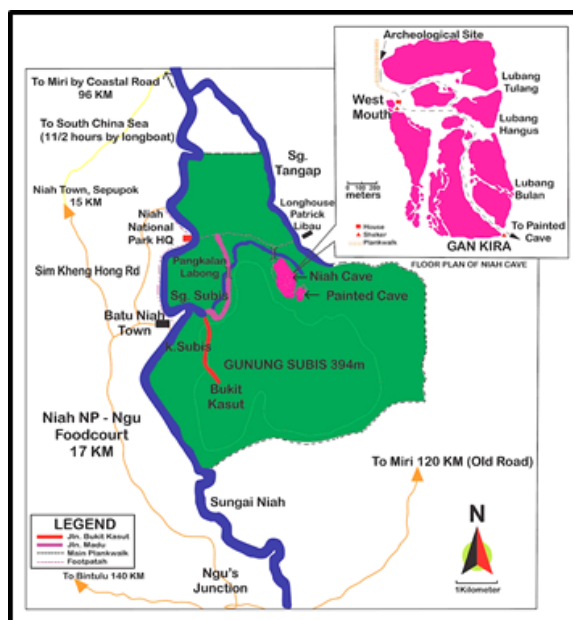 Archeological Site
To Miri by Coastal Road
96 KM
Lubang
Tulang
To South China Sea
(11/2 hours by longboat)
West
Mouth
Lubang
Hangus
Sg.
Tangap
Niah Town, Sepupok
15 KM
Longhouse
Patrick
Libau
Lubang
Bulan
0 100 200
meters
House
Shelter
Plankwalk
To Painted
Cave
GAN KIRA
Niah
National
Park HQ
FLOOR PLAN OF NIAH CAVE
Pangkalan
Labong
Niah Cave
Sim Kheng Hong Rd
Sg. Subis
Painted Cave
Batu Niah
Town
K.Subis
GUNUNG SUBIS 394m
Bukit
Kasut
Niah NP - Ngu
Foodcourt
17 KM
To Miri 120 KM (Old Road)
Sungai Niah
N
LEGEND
Jln. Bukit Kasut
Jln. Madu
Main Plankwalk
Footpatah
To Bintulu 140 KM
Ngu's
Junction
1Kilometer